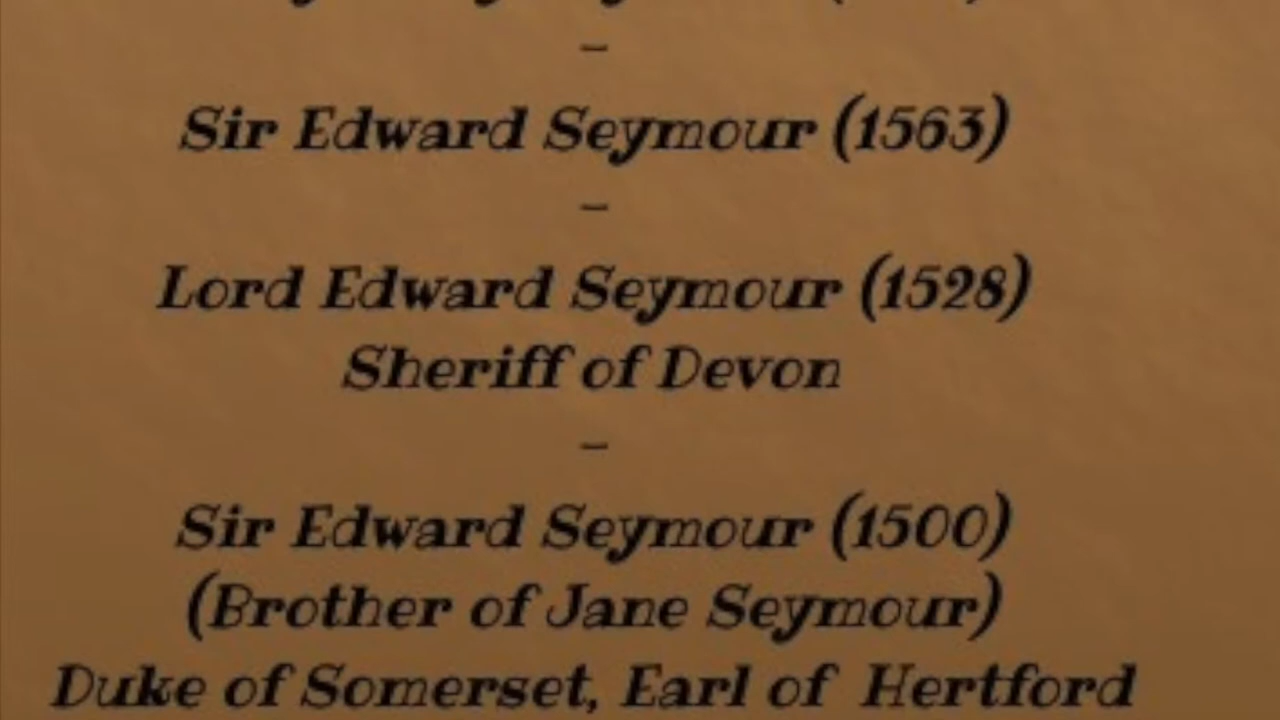 –
Sir Edward Seymour (1563)
–
Lord Edward Seymour (1528)
Sheriff of Devon
–
Sir Edward Seymour (1500)
(Brother of Jane Seymour)
Duke of Somerset, Earl of Hertford